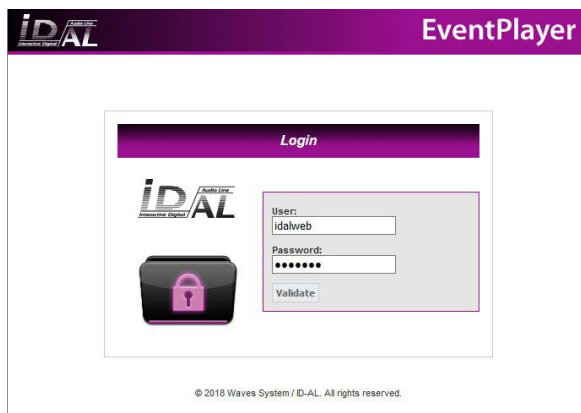 iD AL Audio Line
Interactive Digital
EventPlayer
Login
iD AL Audio Line
Interactive Digital
User:
idalweb
Password:
●●●●●●●
Validate
© 2018 Waves System / ID-AL. All rights reserved.